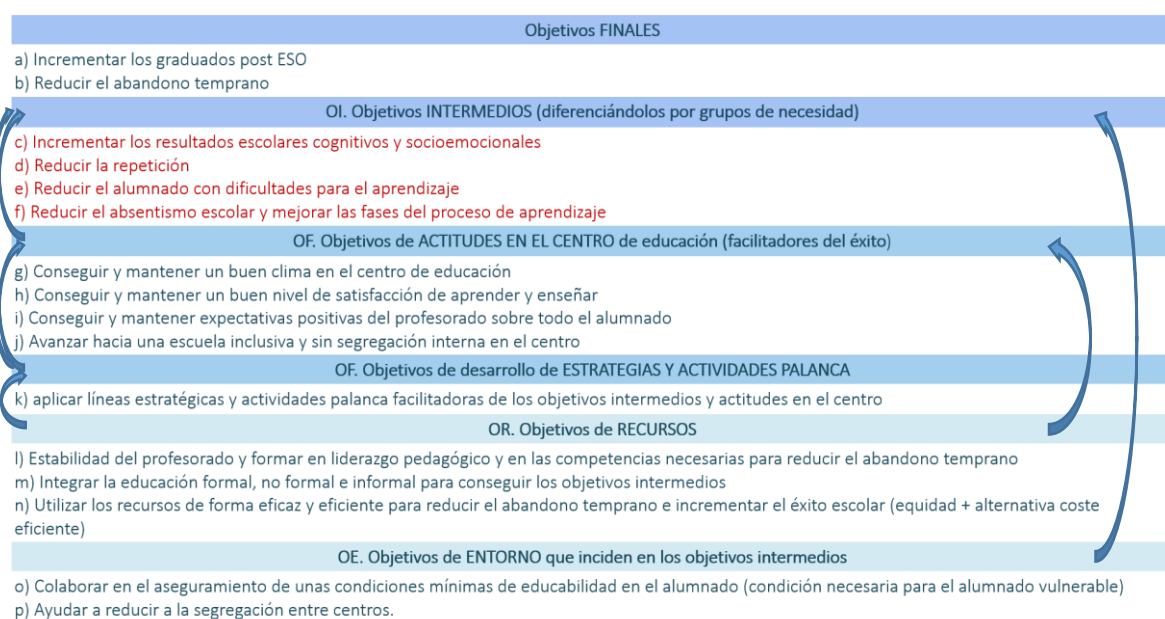 Objetivos FINALES
a) Incrementar los graduados post ESO
b) Reducir el abandono temprano
OI. Objetivos INTERMEDIOS (diferenciándolos por grupos de necesidad)
c) Incrementar los resultados escolares cognitivos y socioemocionales
d) Reducir la repetición
e) Reducir el alumnado con dificultades para el aprendizaje
f) Reducir el absentismo escolar y mejorar las fases del proceso de aprendizaje
OF. Objetivos de ACTITUDES EN EL CENTRO de educación (facilitadores del éxito)
g) Conseguir y mantener un buen clima en el centro de educación
h) Conseguir y mantener un buen nivel de satisfacción de aprender y enseñar
i) Conseguir y mantener expectativas positivas del profesorado sobre todo el alumnado
j) Avanzar hacia una escuela inclusiva y sin segregación interna en el centro
OF. Objetivos de desarrollo de ESTRATEGIAS Y ACTIVIDADES PALANCA
k) aplicar líneas estratégicas y actividades palanca facilitadoras de los objetivos intermedios y actitudes en el centro
OR. Objetivos de RECURSOS
l) Estabilidad del profesorado y formar en liderazgo pedagógico y en las competencias necesarias para reducir el abandono temprano
m) Integrar la educación formal, no formal e informal para conseguir los objetivos intermedios
n) Utilizar los recursos de forma eficaz y eficiente para reducir el abandono temprano e incrementar el éxito escolar (equidad + alternativa coste
eficiente)
OE. Objetivos de ENTORNO que inciden en los objetivos intermedios
o) Colaborar en el aseguramiento de unas condiciones mínimas de educabilidad en el alumnado (condición necesaria para el alumnado vulnerable)
p) Ayudar a reducir a la segregación entre centros.